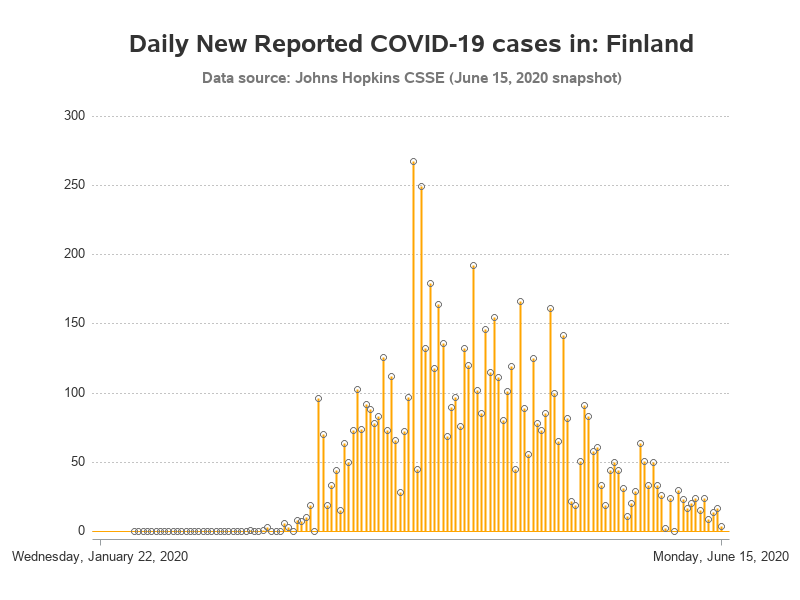 Daily New Reported COVID-19 cases in: Finland
Data source: Johns Hopkins CSSE (June 15, 2020 snapshot)
300
250
200
150
100
50
0
Wednesday, January 22, 2020
Monday, June 15, 2020